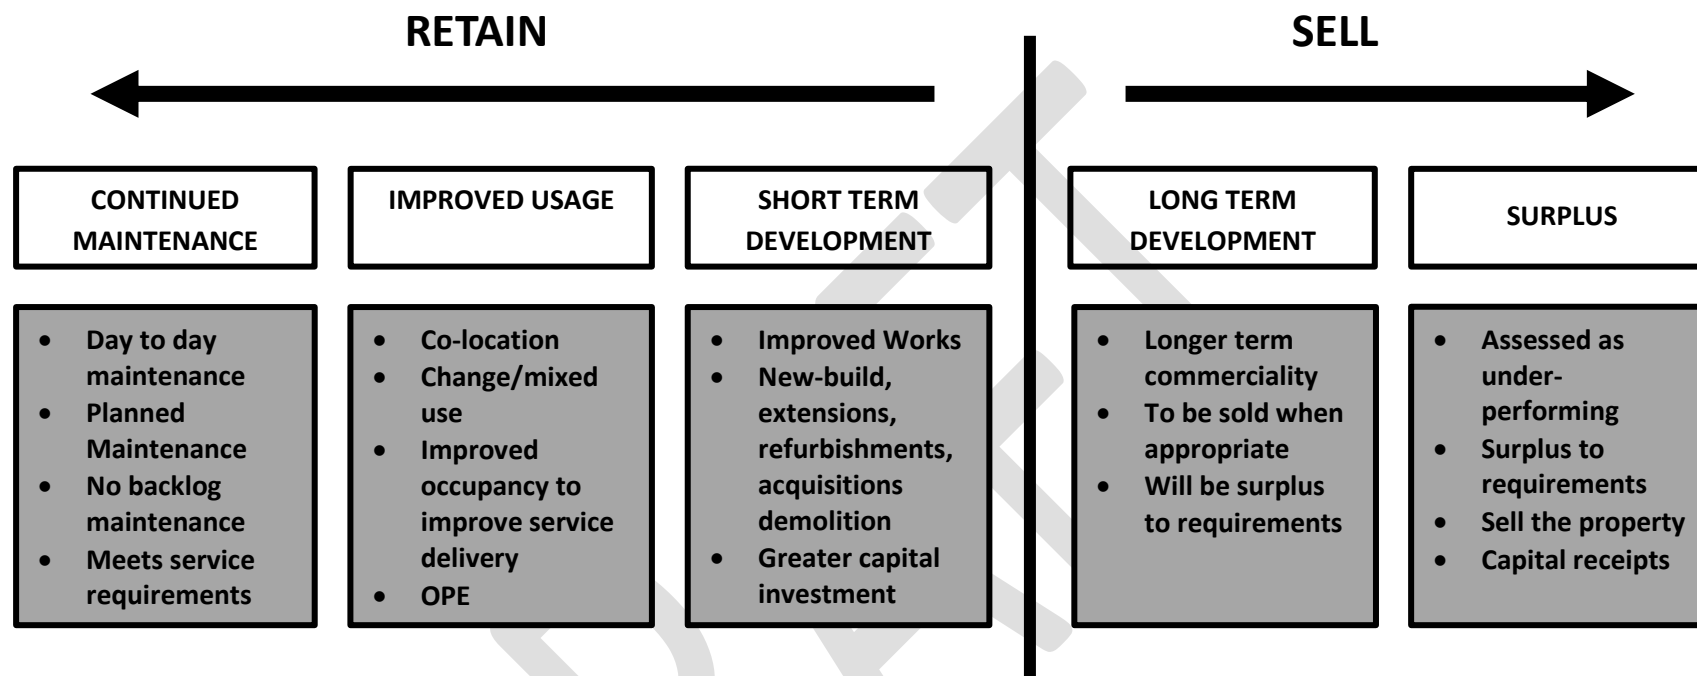 RETAIN
SELL
CONTINUED
MAINTENANCE
IMPROVED USAGE
SHORT TERM
DEVELOPMENT
LONG TERM
DEVELOPMENT
SURPLUS
• Day to day
maintenance
• Planned
Maintenance
• No backlog
maintenance
• Meets service
requirements
• Co-location
• Change/mixed
use
• Improved
occupancy to
improve service
delivery
• OPE
• Improved Works
• New-build,
extensions,
refurbishments,
acquisitions
demolition
• Greater capital
investment
• Longer term
commerciality
• To be sold when
appropriate
• Will be surplus
to requirements
• Assessed as
under-
performing
• Surplus to
requirements
• Sell the property
• Capital receipts
DRAFT